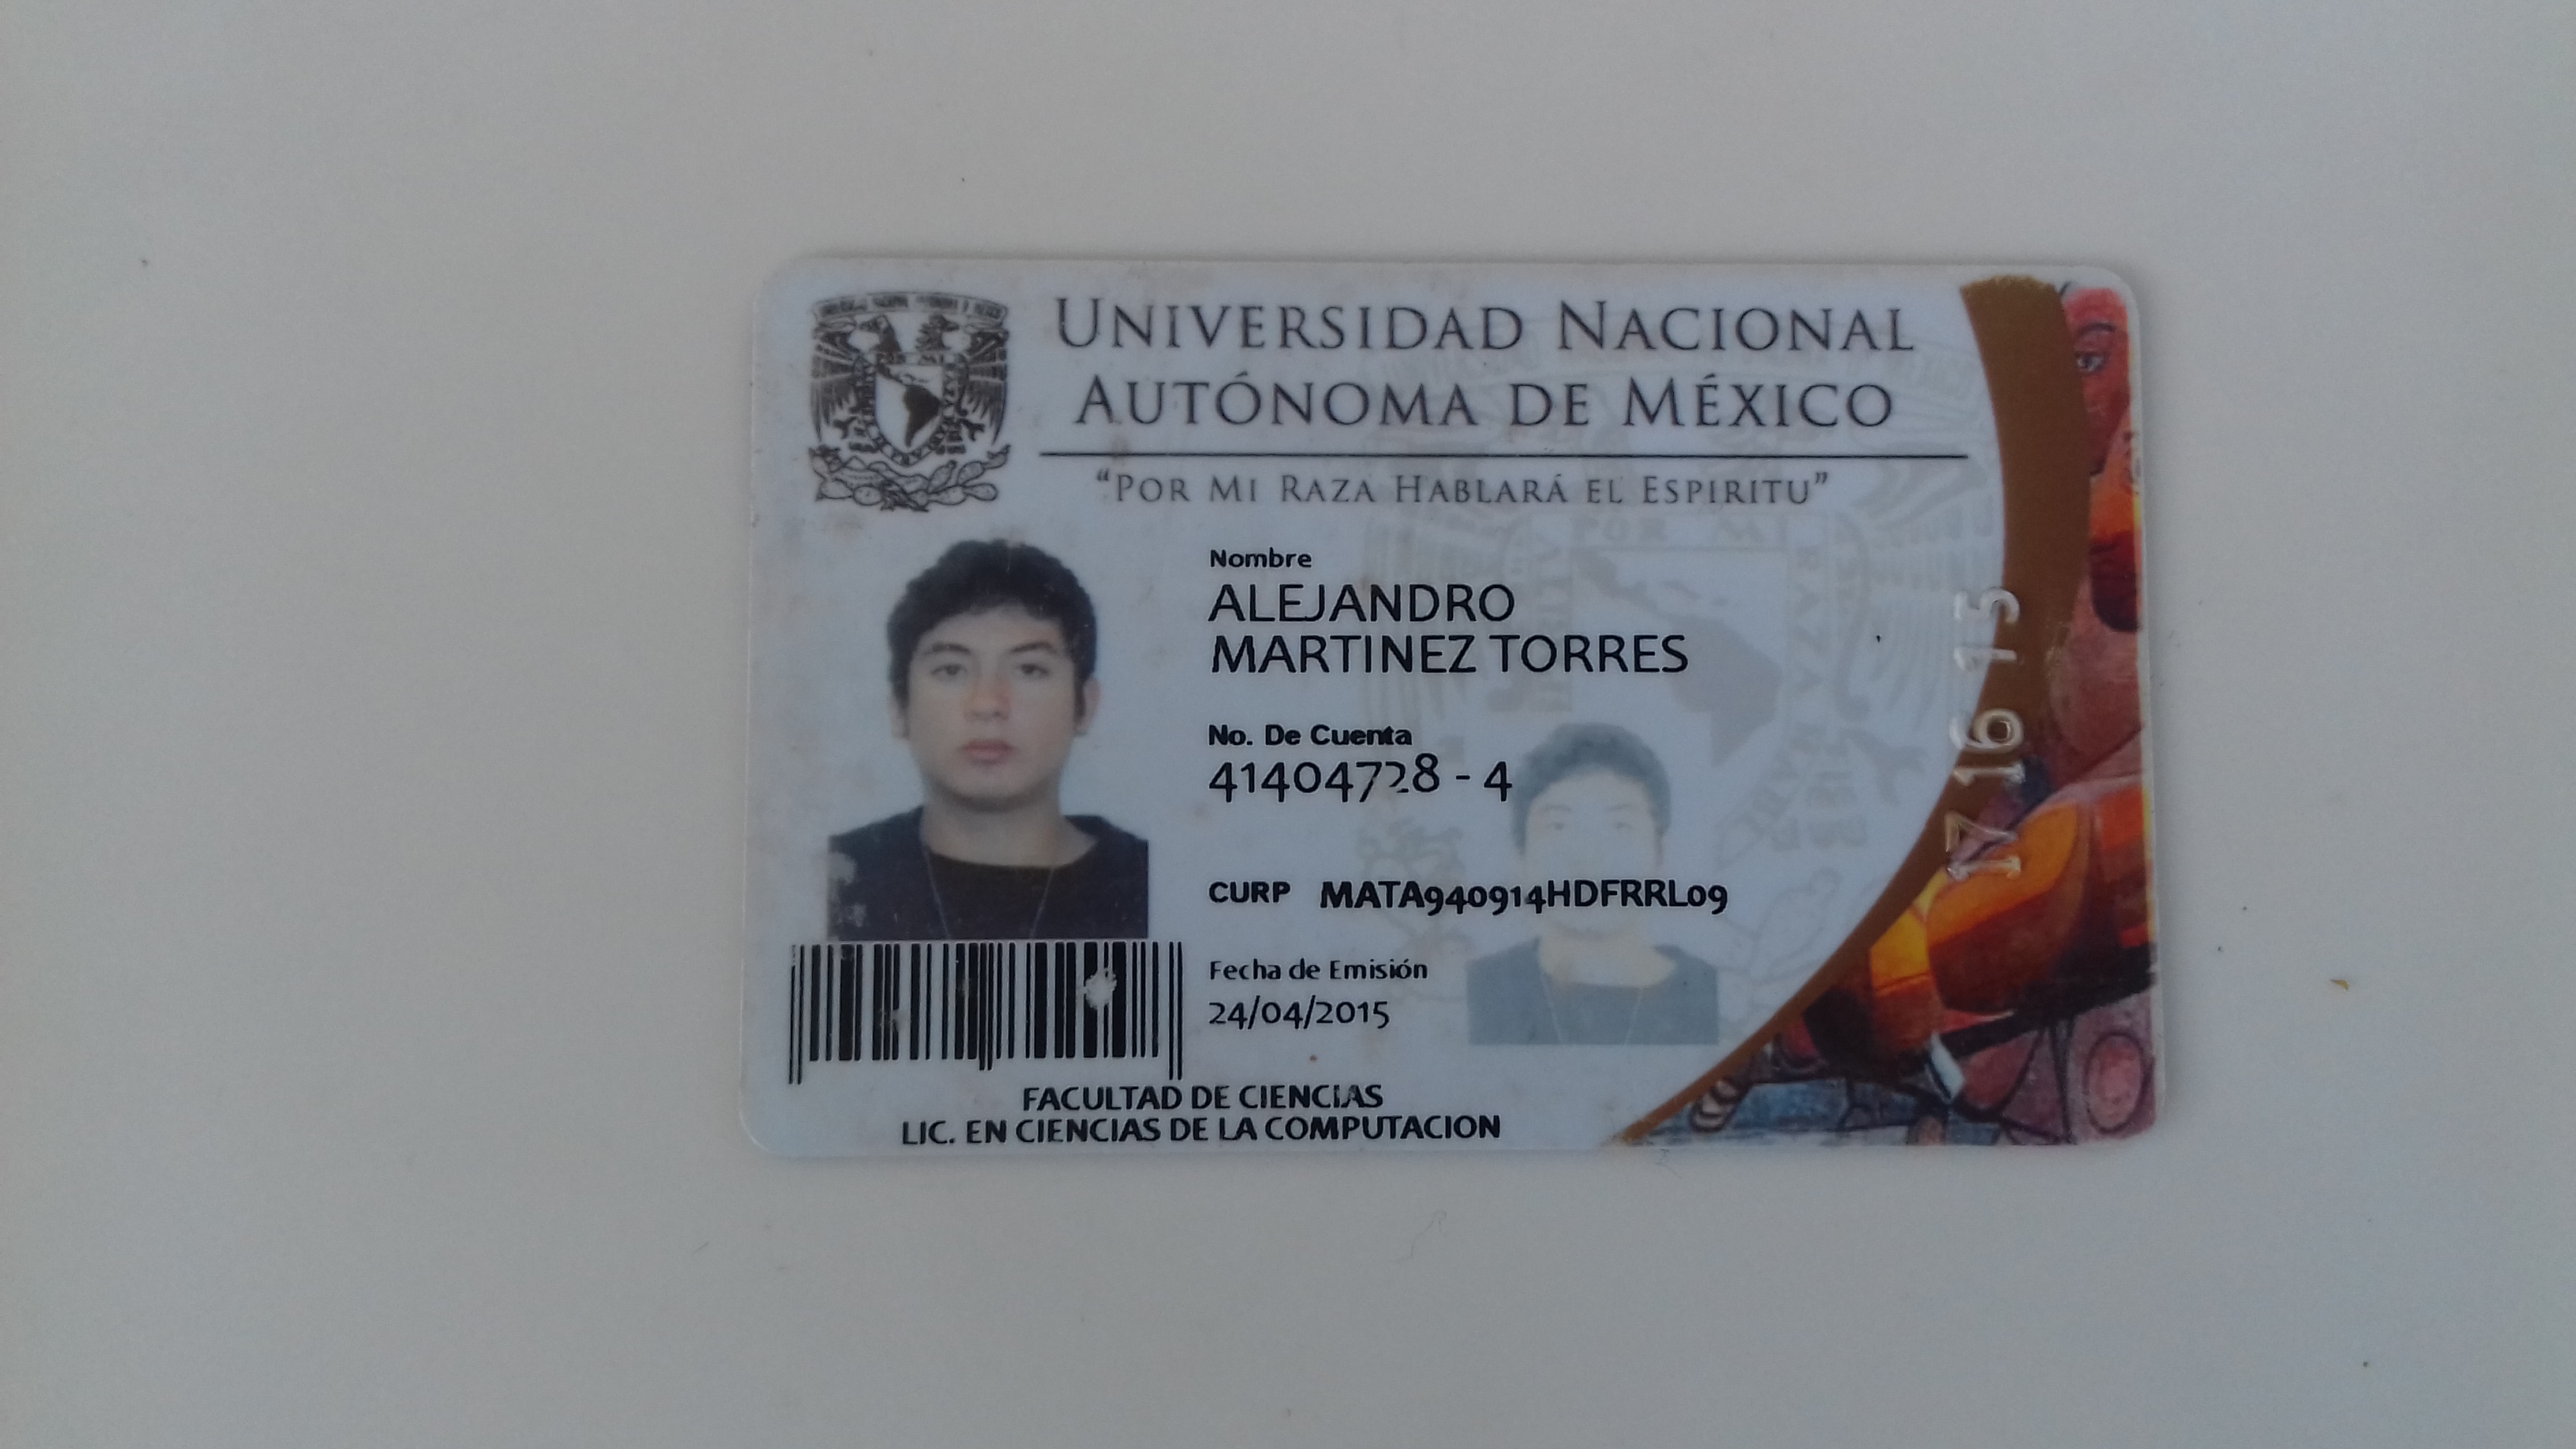 UNIVERSIDAD NACIONAL
AUTÓNOMA DE MÉXICO
“POR MI RAZA HABLARÁ EL ESPIRITU”
Nombre
ALEJANDRO
MARTINEZ TORRES
No. De Cuenta
41404728 - 4
CURP MATA940914HDFRRL09
Fecha de Emisión
24/04/2015
FACULTAD DE CIENCIAS
LIC. EN CIENCIAS DE LA COMPUTACION
17 16 15